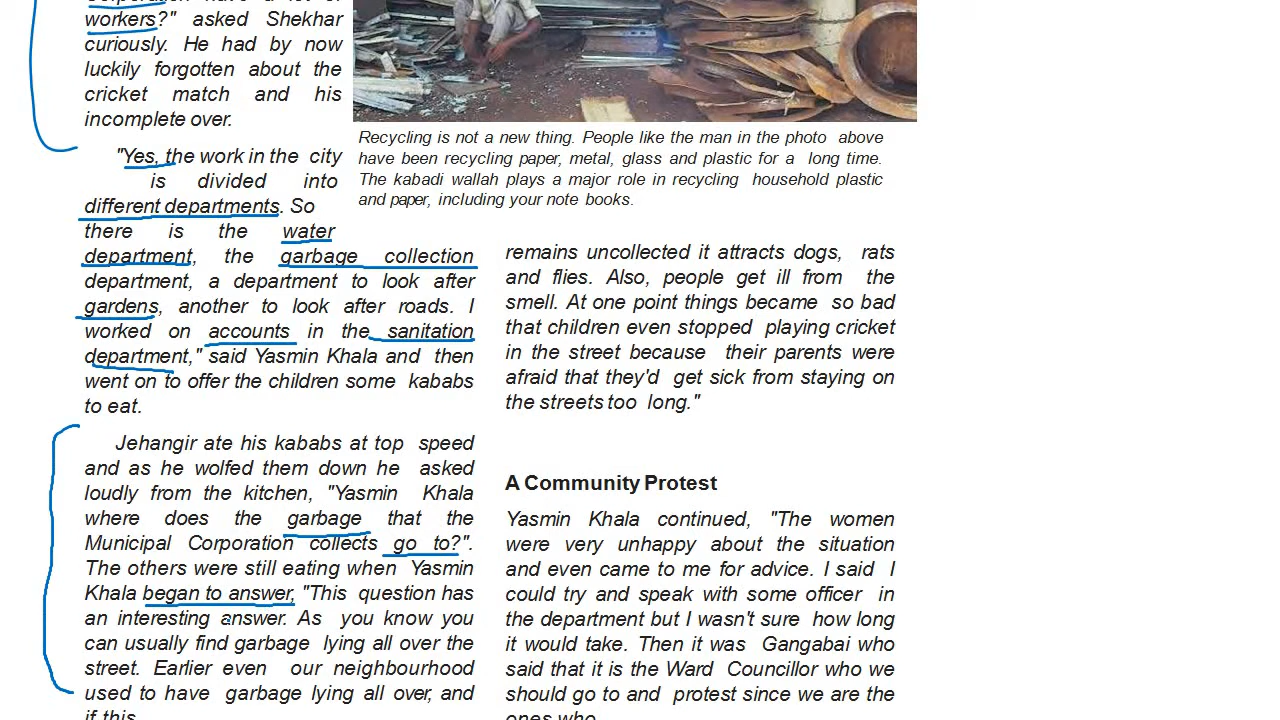 workers?" asked Shekhar
curiously. He had by now
luckily forgotten about the
cricket match and his
incomplete over.
"Yes, the work in the city
is divided into
different departments. So
there is the water
department, the garbage collection
department, a department to look after
gardens, another to look after roads. I
worked on accounts in the sanitation
department," said Yasmin Khala and then
went on to offer the children some kababs
to eat.
Jehangir ate his kababs at top speed
and as he wolfed them down he asked
loudly from the kitchen, "Yasmin Khala
where does the garbage that the
Municipal Corporation collects go to?".
The others were still eating when Yasmin
Khala began to answer, "This question has
an interesting answer. As you know you
can usually find garbage lying all over the
street. Earlier even our neighbourhood
used to have garbage lying all over, and
if this
Recycling is not a new thing. People like the man in the photo above
have been recycling paper, metal, glass and plastic for a long time.
The kabadi wallah plays a major role in recycling household plastic
and paper, including your note books.
remains uncollected it attracts dogs, rats
and flies. Also, people get ill from the
smell. At one point things became so bad
that children even stopped playing cricket
in the street because their parents were
afraid that they'd get sick from staying on
the streets too long."
A Community Protest
Yasmin Khala continued, "The women
were very unhappy about the situation
and even came to me for advice. I said I
could try and speak with some officer in
the department but I wasn't sure how long
it would take. Then it was Gangabai who
said that it is the Ward Councillor who we
should go to and protest since we are the
ones who